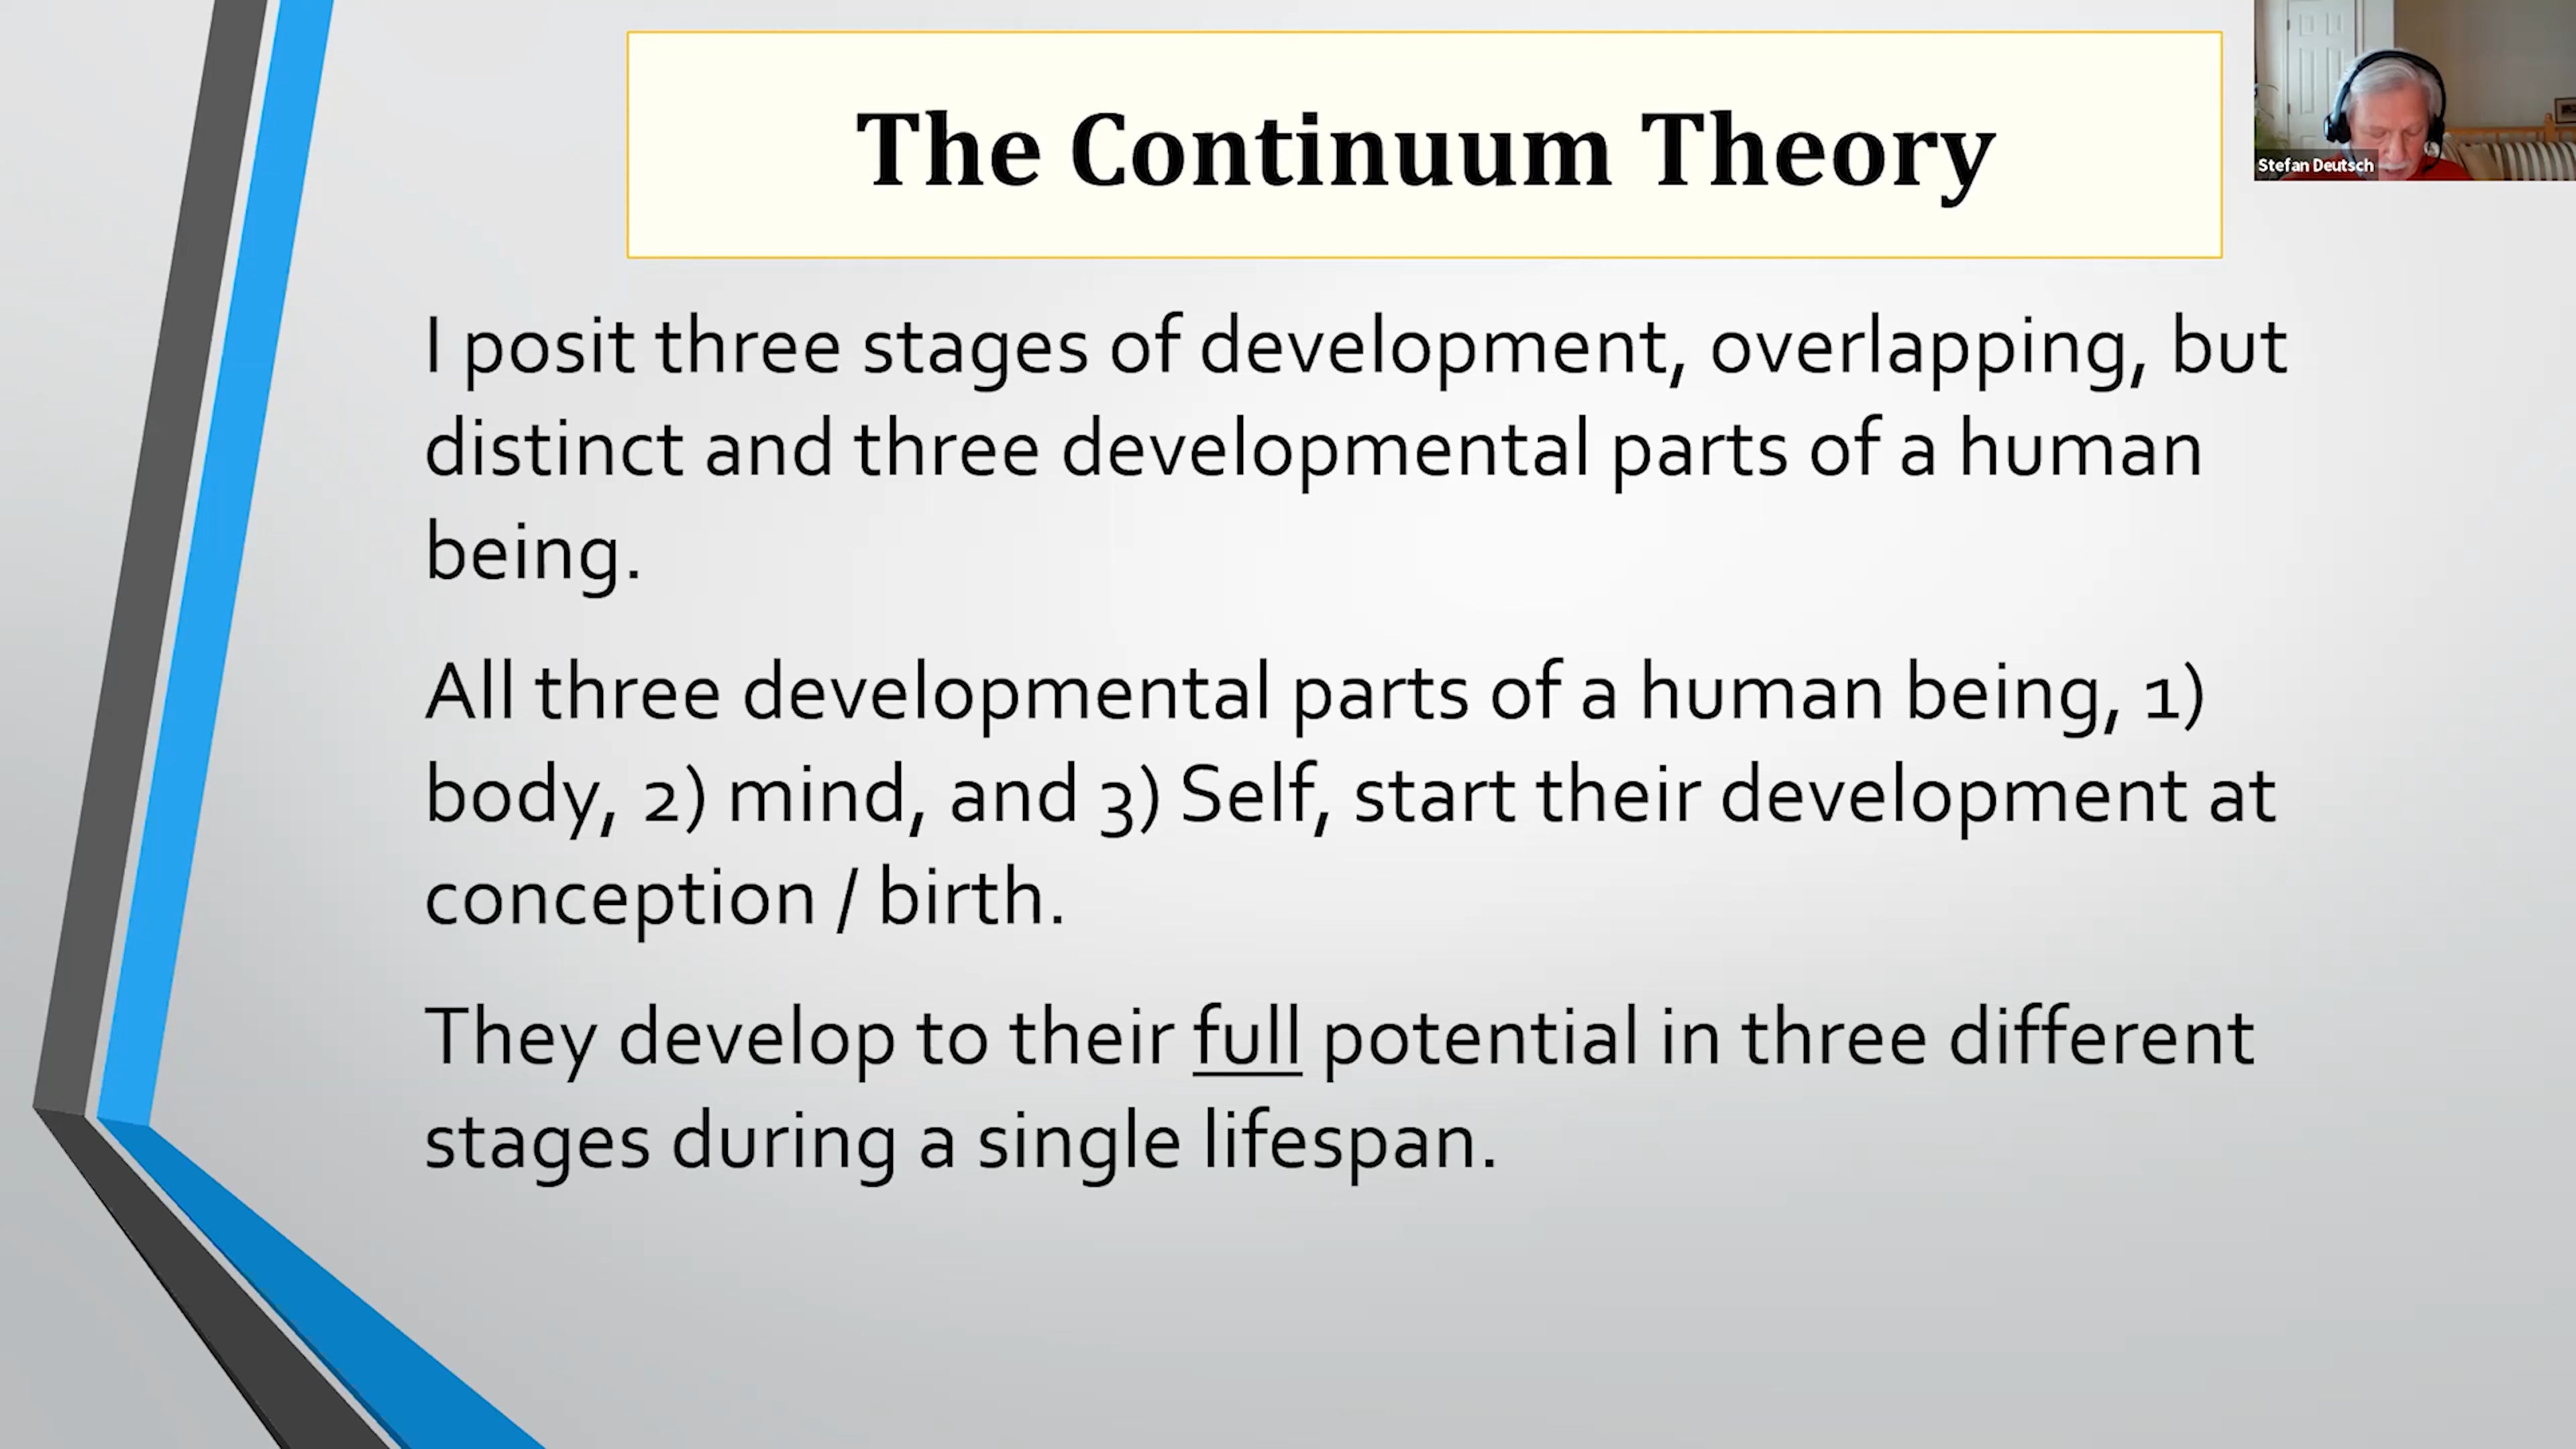 The Continuum Theory
Stefan Deutsch
I posit three stages of development, overlapping, but
distinct and three developmental parts of a human
being.
All three developmental parts of a human being, 1)
body, 2) mind, and 3) Self, start their development at
conception / birth.
They develop to their full potential in three different
stages during a single lifespan.